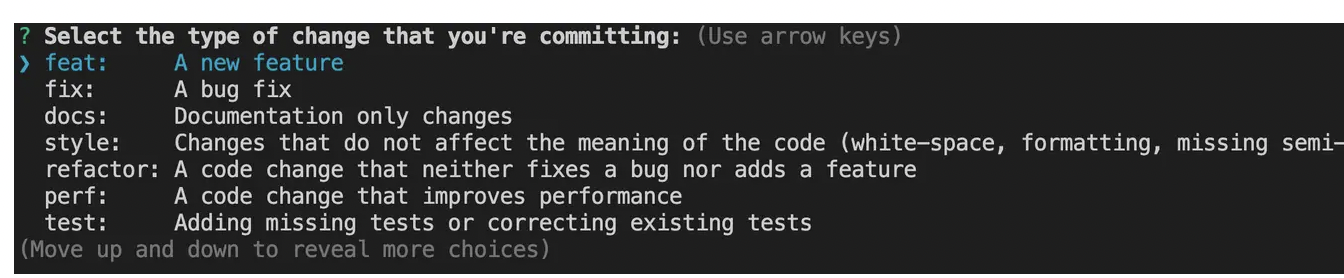 ? Select the type of change that you're committing: (Use arrow keys)
❯ feat:     A new feature
  fix:      A bug fix
  docs:     Documentation only changes
  style:    Changes that do not affect the meaning of the code (white-space, formatting, missing semi-
  refactor: A code change that neither fixes a bug nor adds a feature
  perf:     A code change that improves performance
  test:     Adding missing tests or correcting existing tests
(Move up and down to reveal more choices)